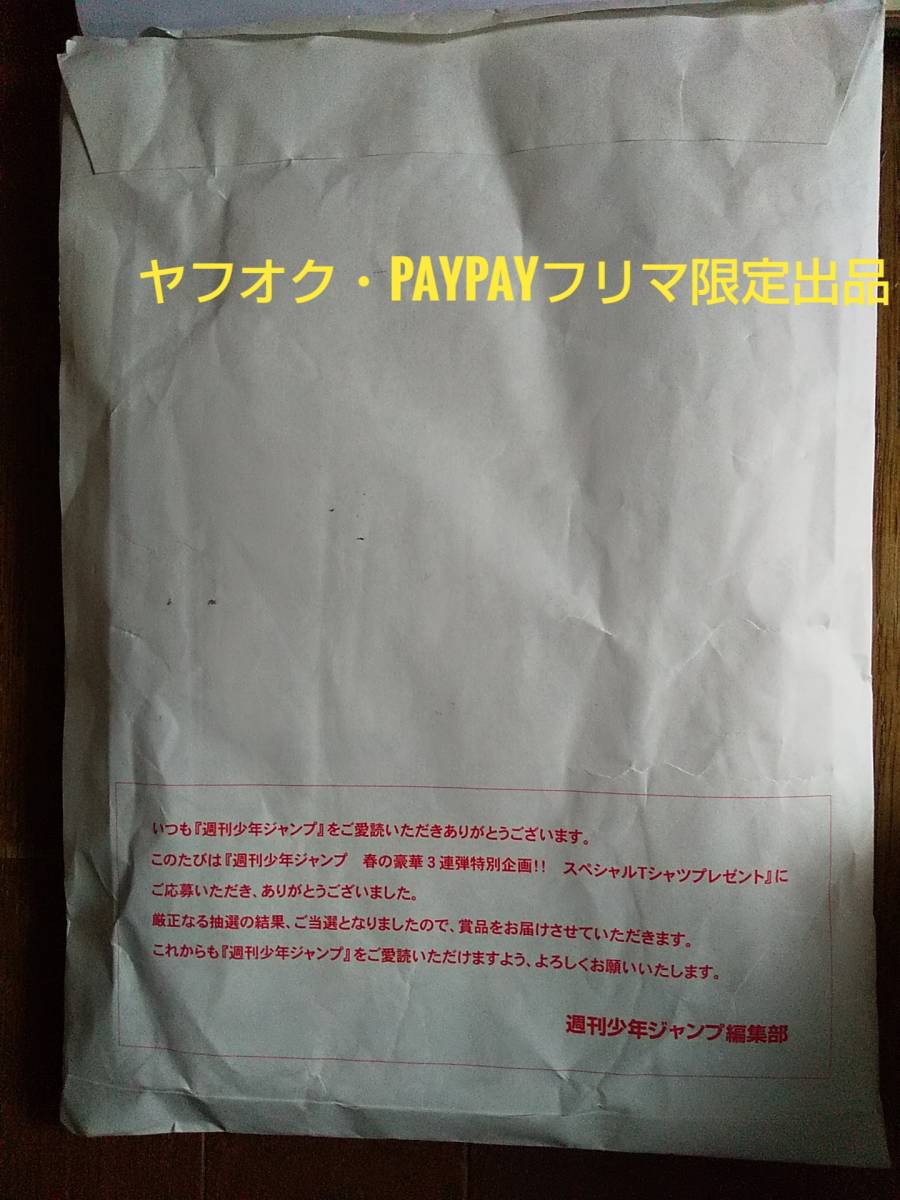 ヤフオク・PAYPAYフリマ限定出品
いつも『週刊少年ジャンプ』をご愛読いただきありがとうございます。
このたびは『週刊少年ジャンプ　春の豪華3連弾特別企画!!　スペシャルTシャツプレゼント』に
ご応募いただき、ありがとうございました。
厳正なる抽選の結果、ご当選となりましたので、賞品をお届けさせていただきます。
これからも『週刊少年ジャンプ』をご愛読いただけますよう、よろしくお願いいたします。
週刊少年ジャンプ編集部